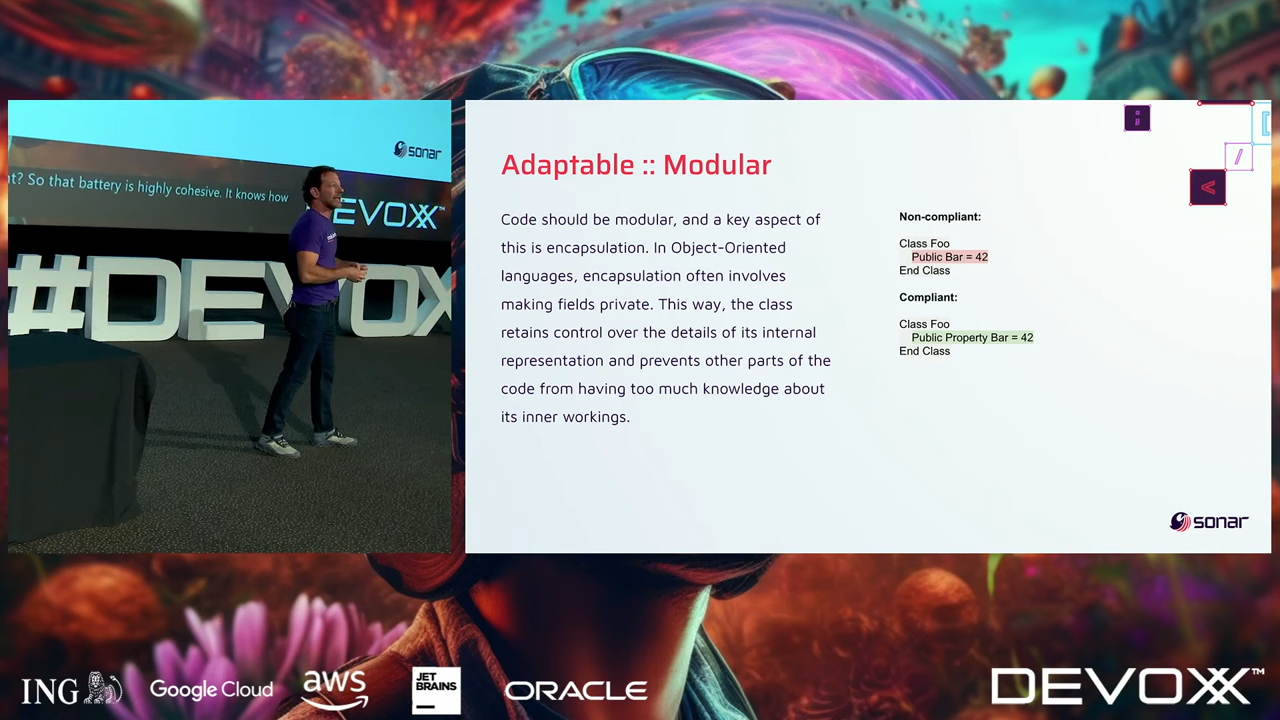 sonar
nt? So that battery is highly cohesive. It knows how
DEVOXX™
#DEVOX
Adaptable :: Modular
Code should be modular, and a key aspect of
this is encapsulation. In Object-Oriented
languages, encapsulation often involves
making fields private. This way, the class
retains control over the details of its internal
representation and prevents other parts of the
code from having too much knowledge about
its inner workings.
Non-compliant:
Class Foo
Public Bar = 42
End Class
Compliant:
Class Foo
Public Property Bar = 42
End Class
;
[
/
<
sonar
ING
Google Cloud
aws
JET
BRAINS
ORACLE
DEVOXX™